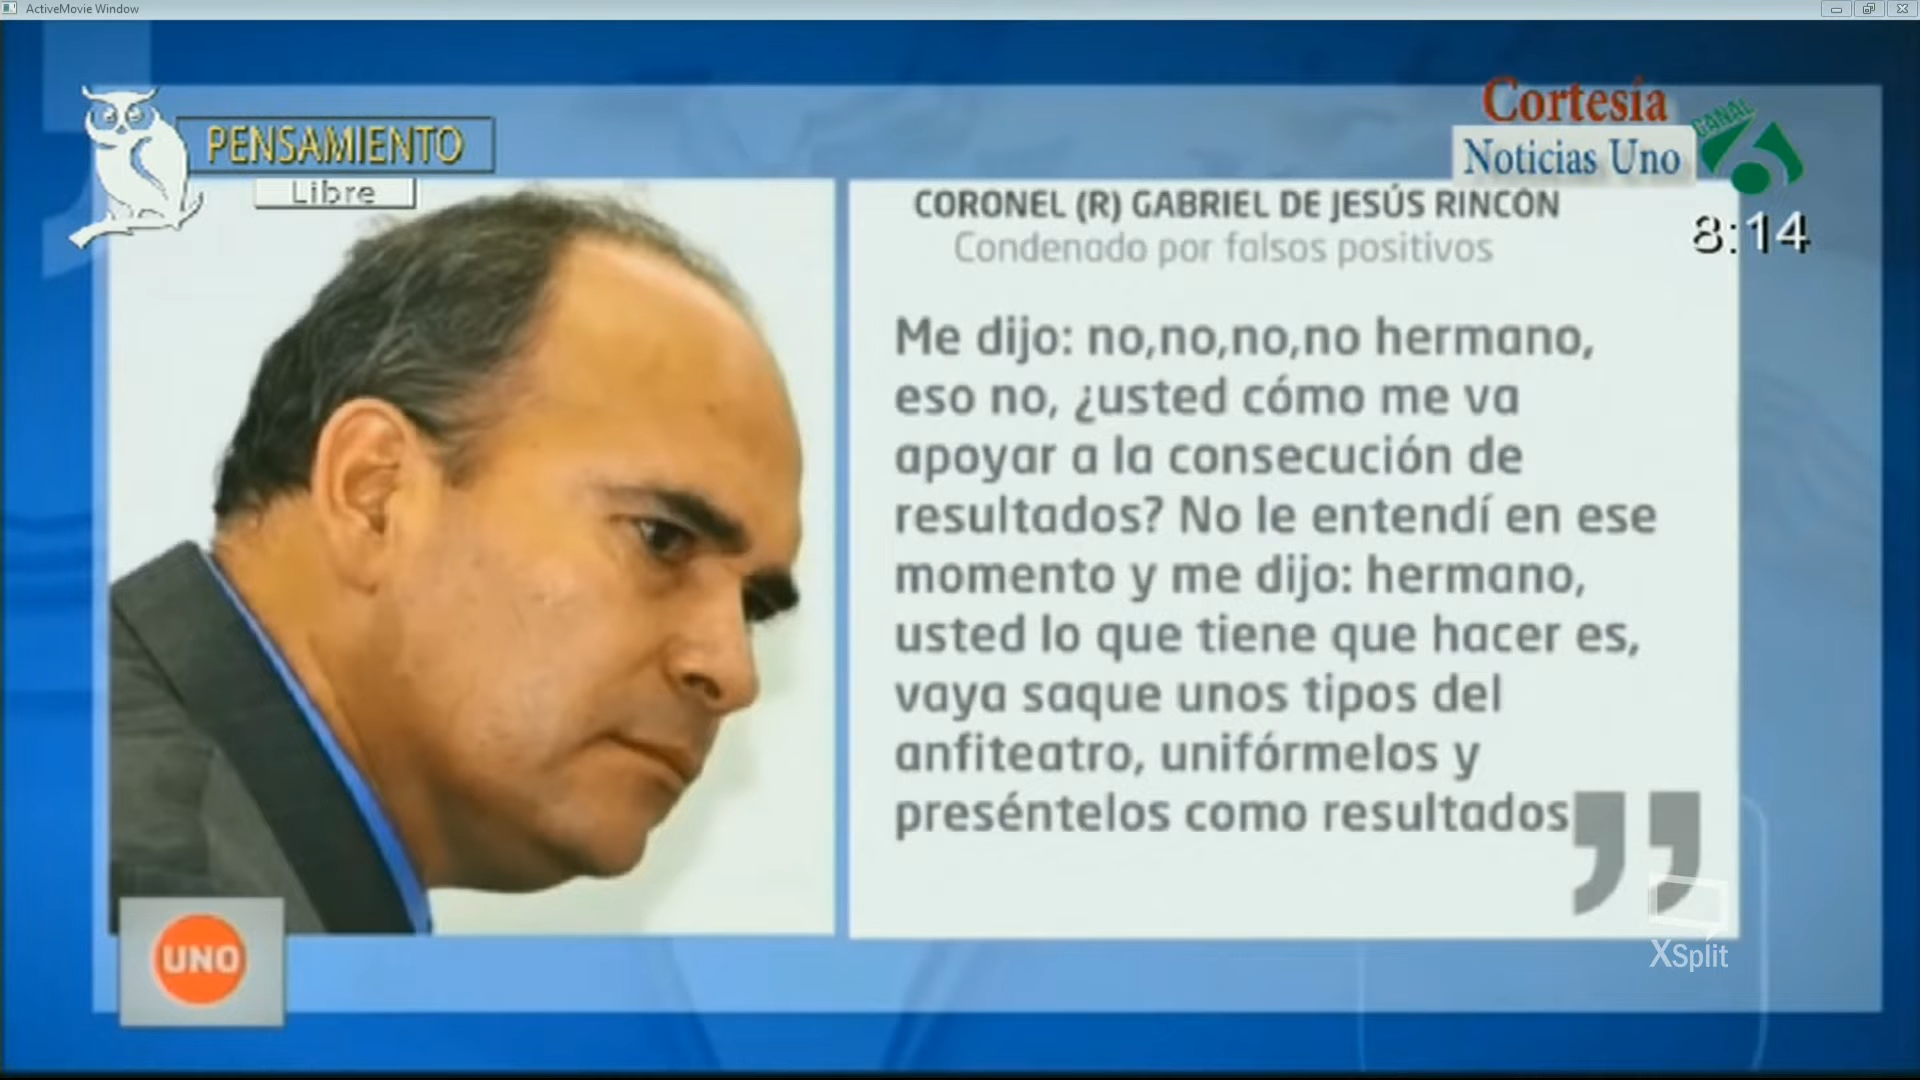 ActiveMovie Window
PENSAMIENTO
Libre
Cortesía
Noticias Uno
CANAL
8:14
CORONEL (R) GABRIEL DE JESÚS RINCÓN
Condenado por falsos positivos
Me dijo: no,no,no,no hermano,
eso no, ¿usted cómo me va
apoyar a la consecución de
resultados? No le entendí en ese
momento y me dijo: hermano,
usted lo que tiene que hacer es,
vaya saque unos tipos del
anfiteatro, unifórmelos y
preséntelos como resultados”
UNO
XSplit